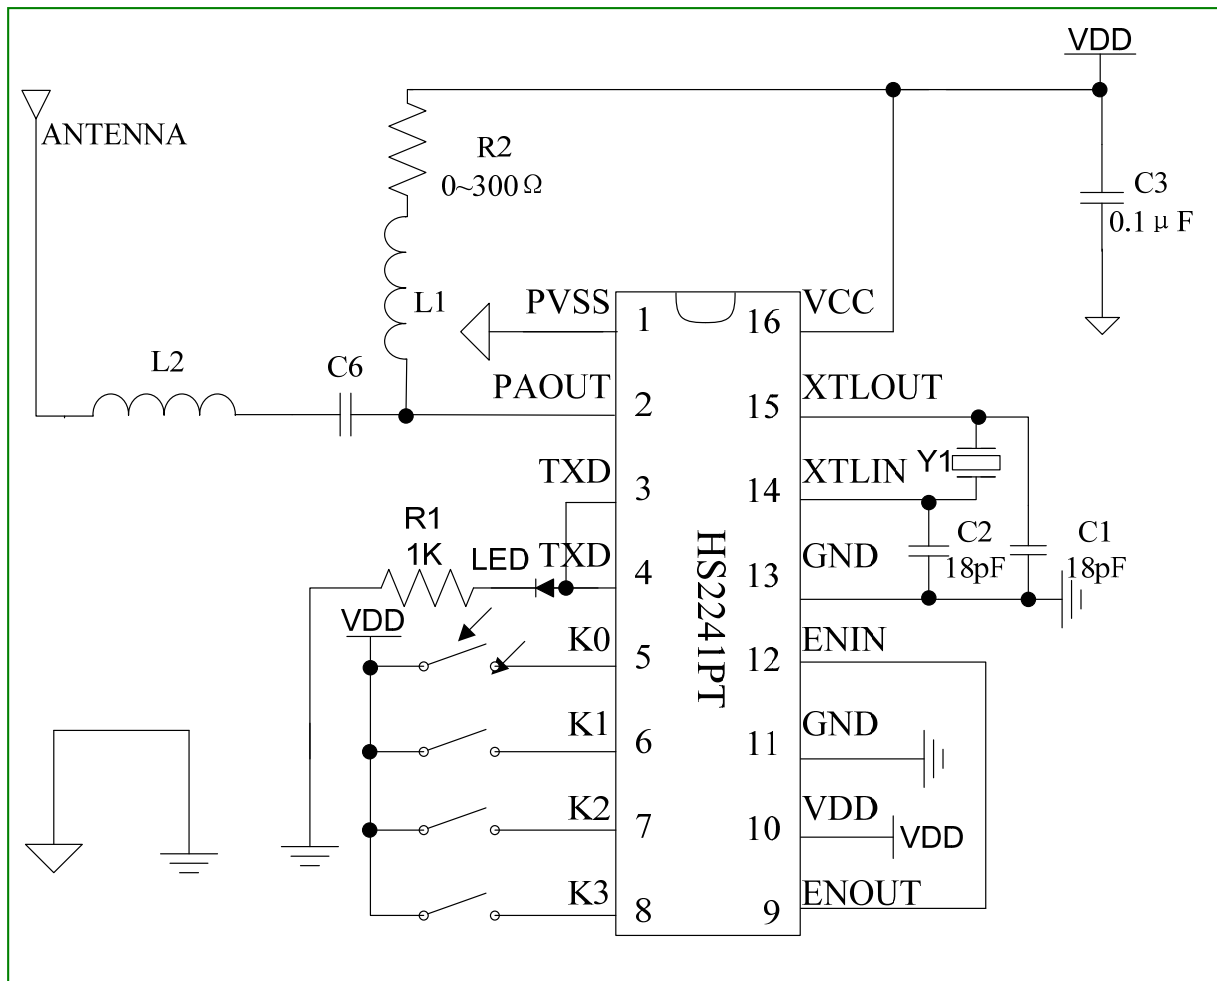 VDD
ANTENNA
R2
0~300Ω
C3
0.1μF
L1
PVSS
1
16
VCC
L2
C6
PAOUT
2
15
XTLOUT
TXD
3
14
XTLIN
Y1
R1
1K
LED
TXD
4
13
GND
C2
18pF
C1
18pF
HS2241PT
VDD
K0
5
12
ENIN
K1
6
11
GND
K2
7
10
VDD
VDD
K3
8
9
ENOUT